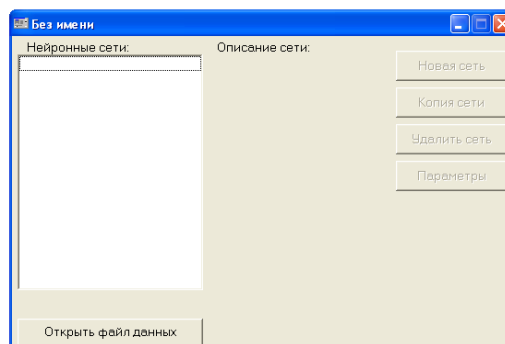 Без имени
Нейронные сети:
Описание сети:
Новая сеть
Копия сети
Удалить сеть
Параметры
Открыть файл данных